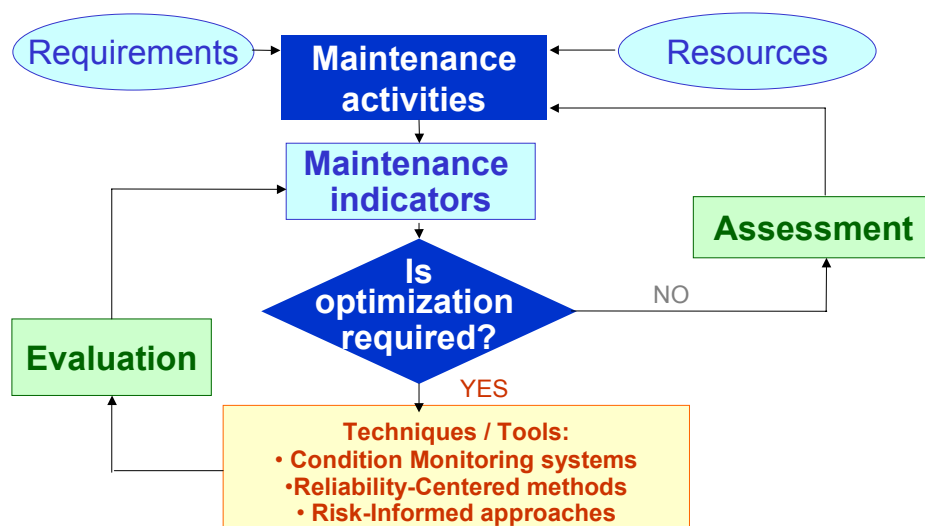 Requirements
Maintenance
activities
Resources
Maintenance
indicators
Assessment
Is
optimization
required?
NO
Evaluation
YES
Techniques / Tools:
• Condition Monitoring systems
•Reliability-Centered methods
• Risk-Informed approaches